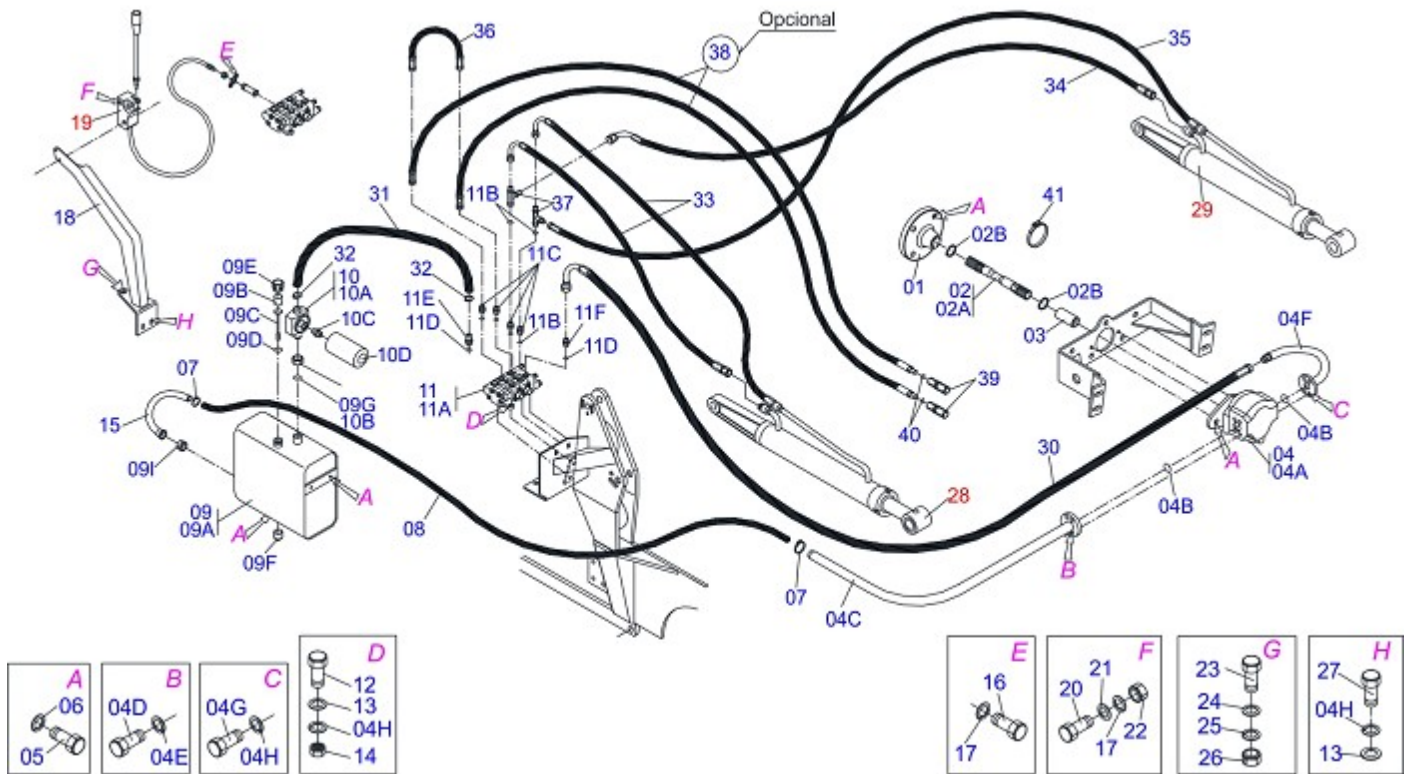 Opcional
36
38
35
34
E
F
19
18
G
H
31
11B
37
33
29
A
41
02B
01
02
02A
02B
03
09E
32
10
10A
09B
09C
10C
09D
10D
32
11E
11D
11C
11B
11F
11D
04F
07
15
09I
09G
10B
11
11A
D
39
40
C
04B
04
04A
A
30
04B
09
09A
A
A
09F
08
28
07
04C
B
A
06
05
B
04D
04E
C
04G
04H
D
12
13
04H
14
E
16
17
F
21
20
17
22
G
23
24
25
26
H
27
04H
13